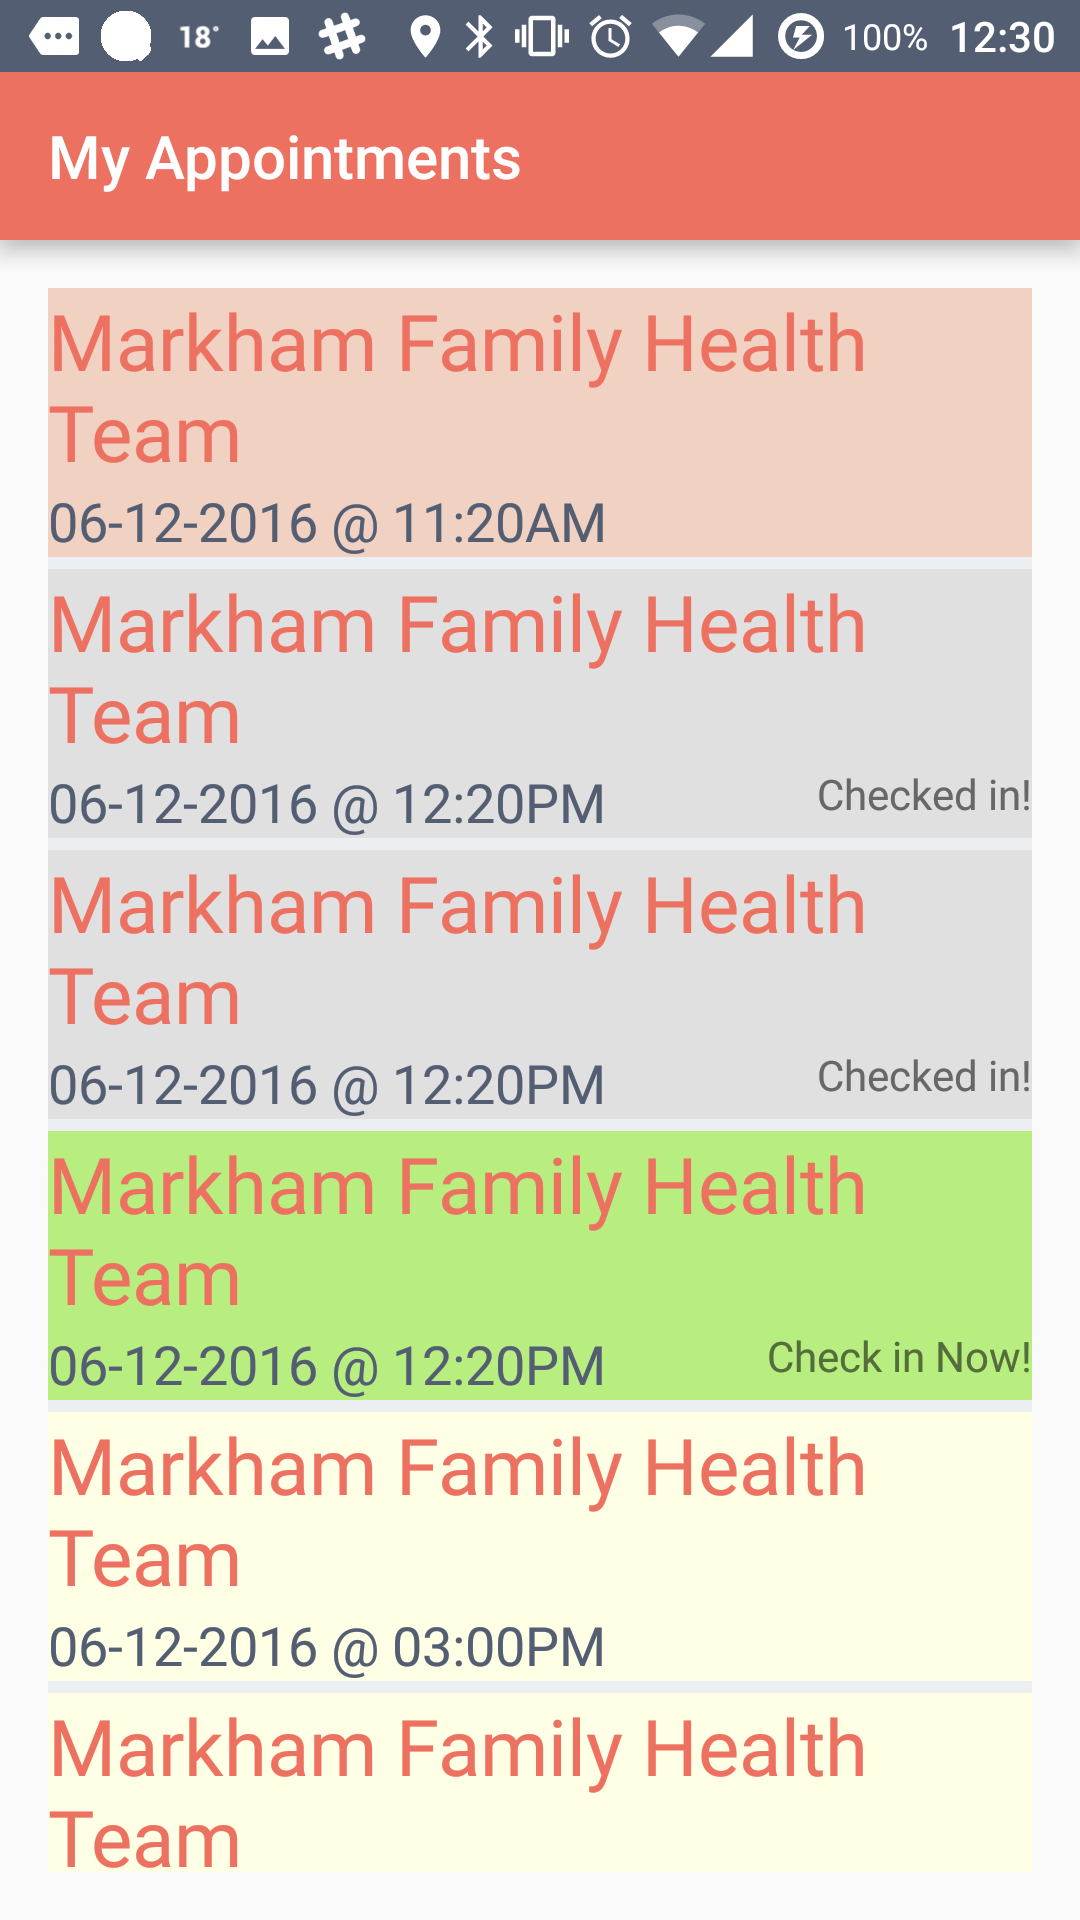 18° 100% 12:30
My Appointments
Markham Family Health
Team
06-12-2016 @ 11:20AM
Markham Family Health
Team
06-12-2016 @ 12:20PM Checked in!
Markham Family Health
Team
06-12-2016 @ 12:20PM Checked in!
Markham Family Health
Team
06-12-2016 @ 12:20PM Check in Now!
Markham Family Health
Team
06-12-2016 @ 03:00PM
Markham Family Health
Team